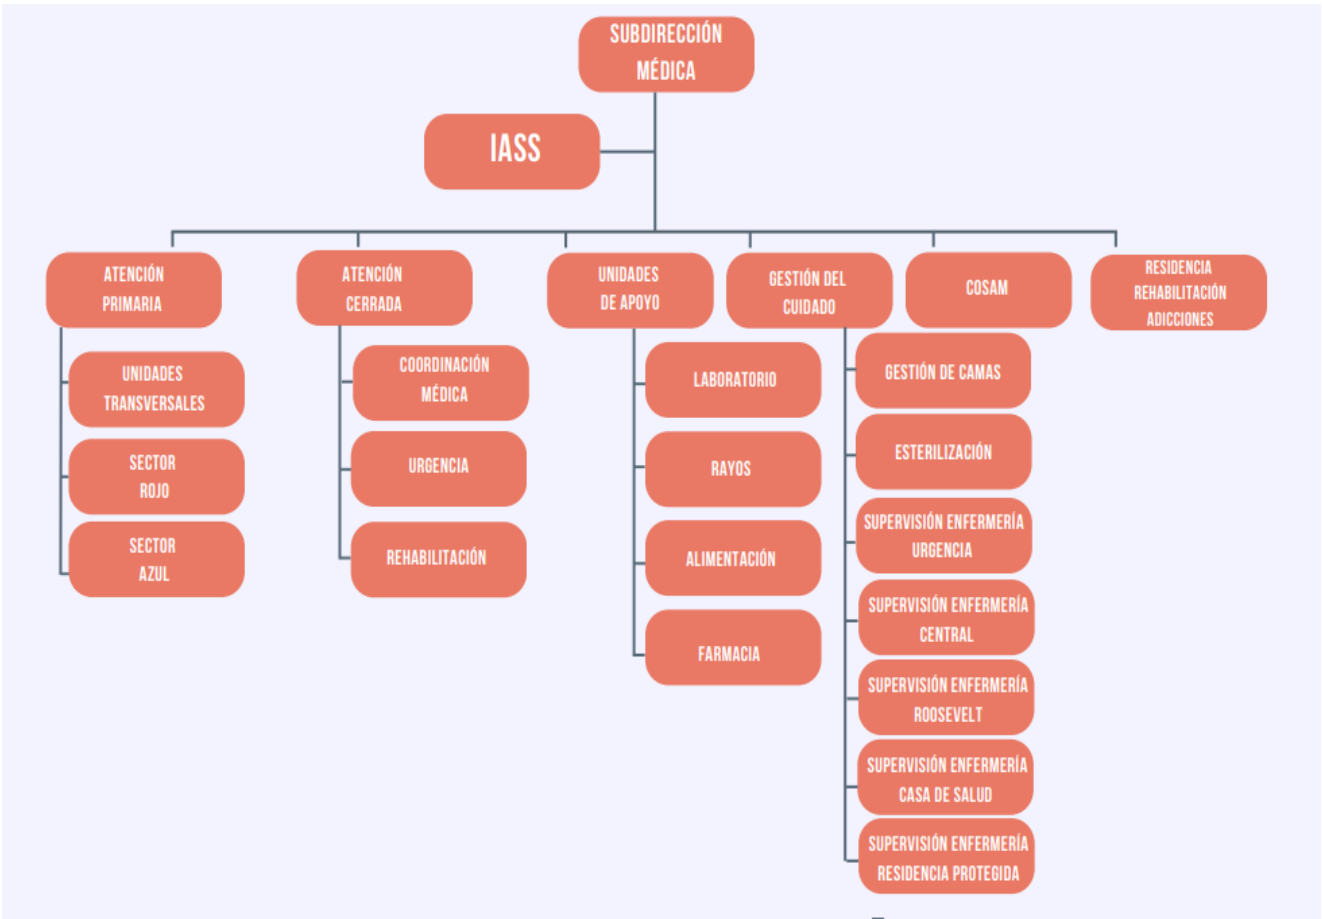 SUBDIRECCIÓN
MÉDICA
IASS
ATENCIÓN
PRIMARIA
UNIDADES
TRANSVERSALES
SECTOR
ROJO
SECTOR
AZUL
ATENCIÓN
CERRADA
COORDINACIÓN
MÉDICA
URGENCIA
REHABILITACIÓN
UNIDADES
DE APOYO
LABORATORIO
RAYOS
ALIMENTACIÓN
FARMACIA
GESTIÓN DEL
CUIDADO
GESTIÓN DE CAMAS
ESTERILIZACIÓN
SUPERVISIÓN ENFERMERÍA
URGENCIA
SUPERVISIÓN ENFERMERÍA
CENTRAL
SUPERVISIÓN ENFERMERÍA
ROOSEVELT
SUPERVISIÓN ENFERMERÍA
CASA DE SALUD
SUPERVISIÓN ENFERMERÍA
RESIDENCIA PROTEGIDA
COSAM
RESIDENCIA
REHABILITACIÓN
ADICCIONES